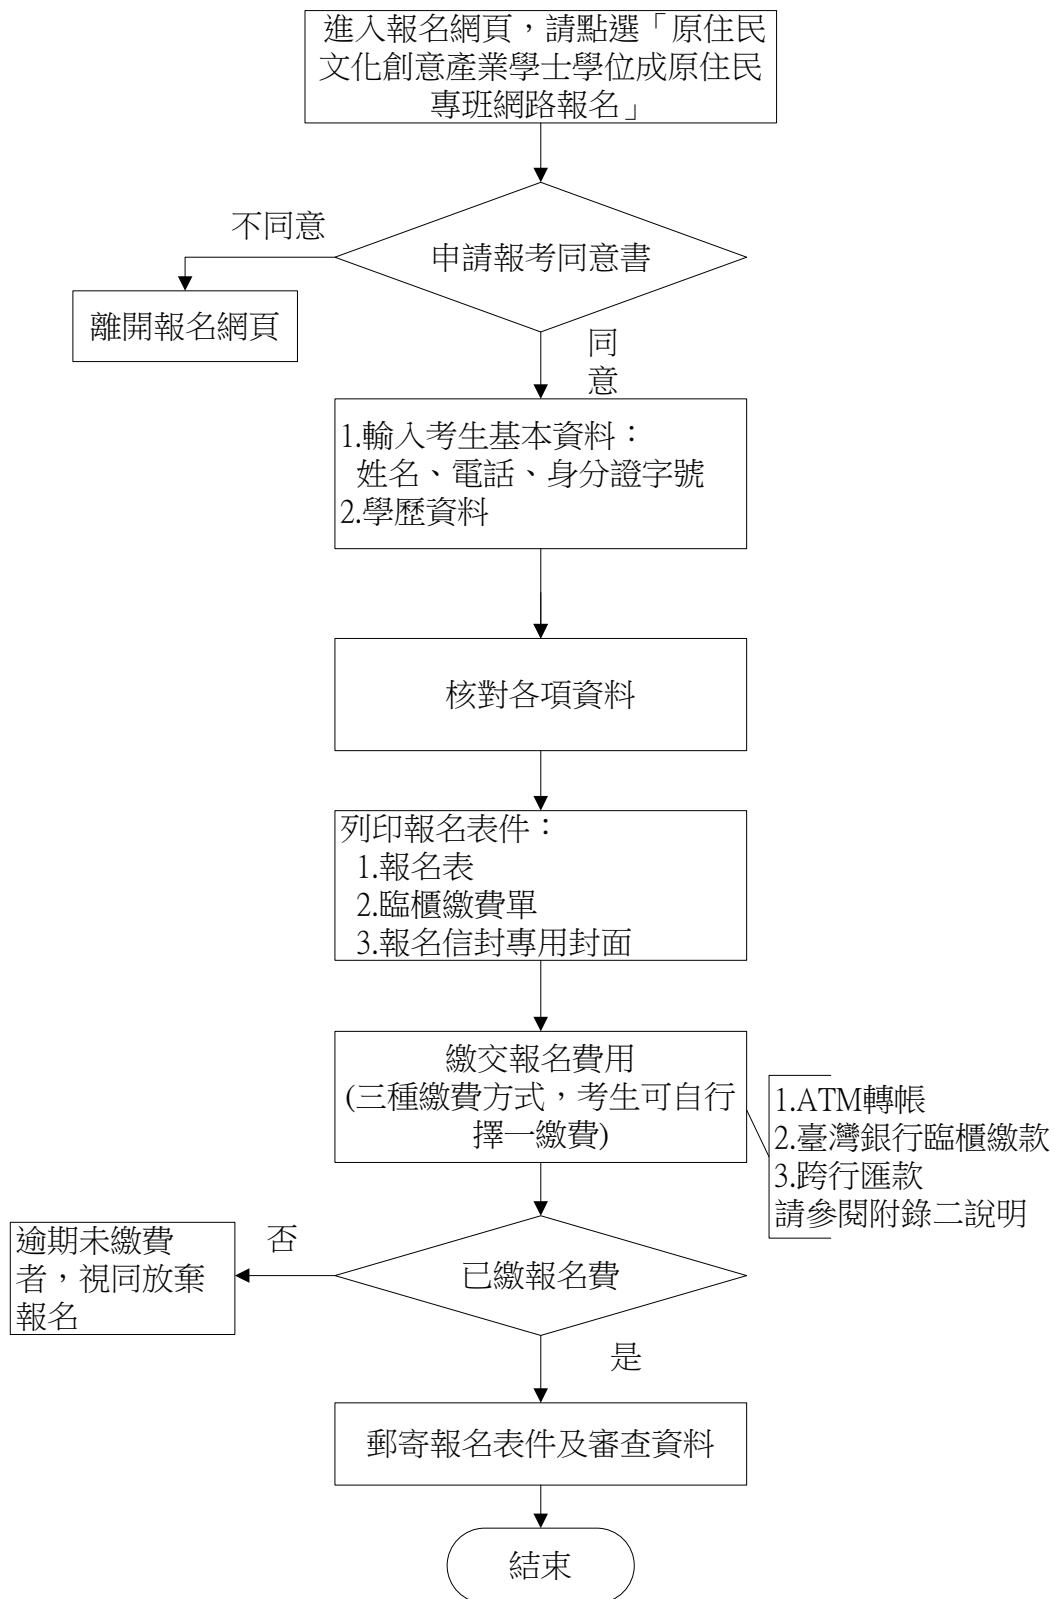 進入報名網頁，請點選「原住民
文化創意產業學士學位成原住民
專班網路報名」
申請報考同意書
不同意
離開報名網頁
同
意
1.輸入考生基本資料：
姓名、電話、身分證字號
2.學歷資料
核對各項資料
列印報名表件：
1.報名表
2.臨櫃繳費單
3.報名信封專用封面
繳交報名費用
(三種繳費方式，考生可自行
擇一繳費)
1.ATM轉帳
2.臺灣銀行臨櫃繳款
3.跨行匯款
請參閱附錄二說明
已繳報名費
否
逾期未繳費
者，視同放棄
報名
是
郵寄報名表件及審查資料
結束